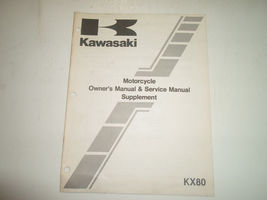 Kawasaki
Motorcycle
Owner's Manual & Service Manual
Supplement
KX80